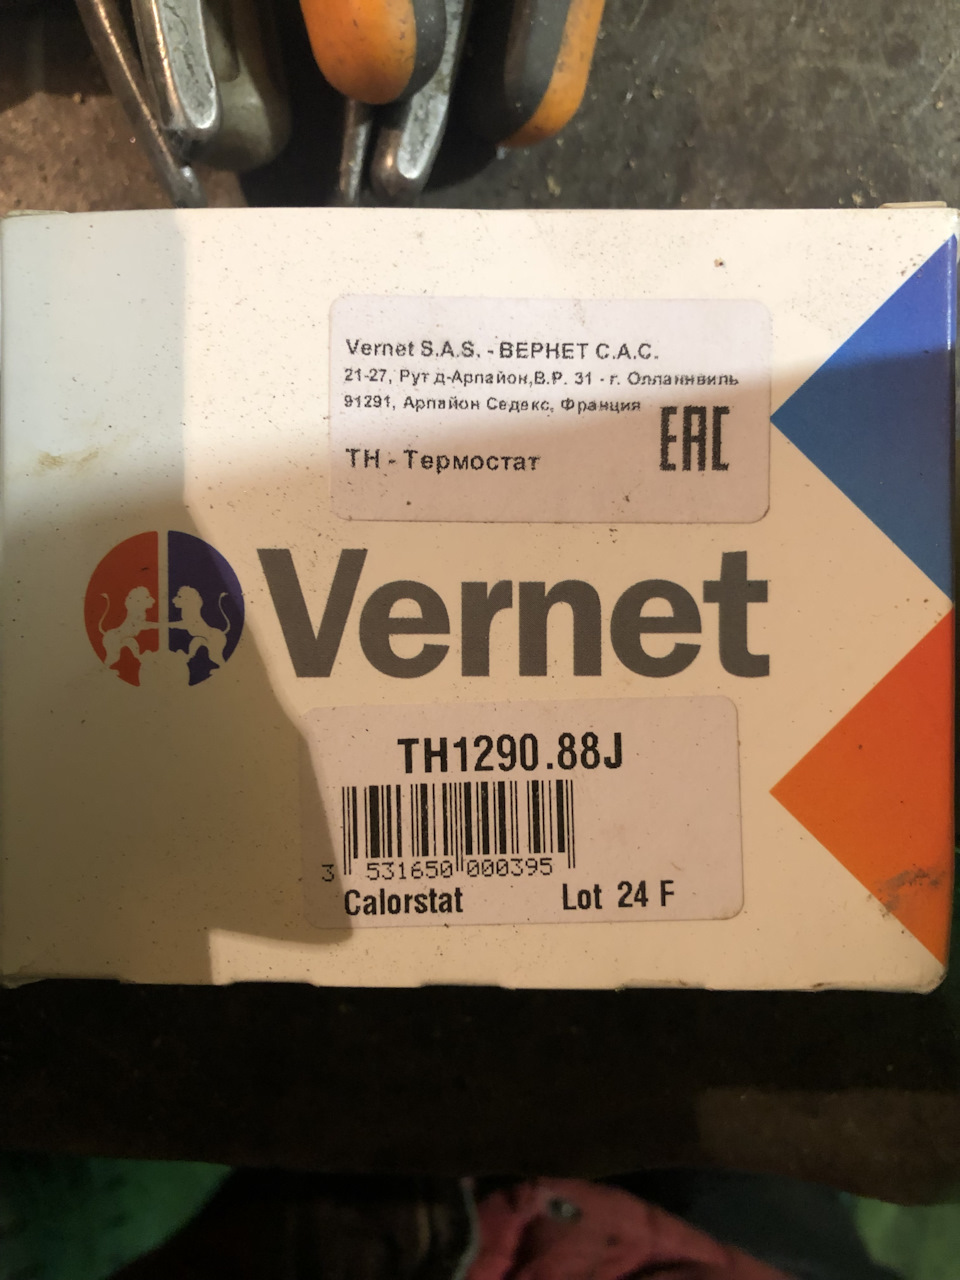 Vernet S.A.S. - ВЕРНЕТ С.А.С.
21-27, Рут д-Арпайон,В.Р. 31 - г. Олланнвиль
91291, Арпайон Седекс, Франция
EAC
TH - Термостат
Vernet
TH1290.88J
3 531650 000395
Calorstat Lot 24 F